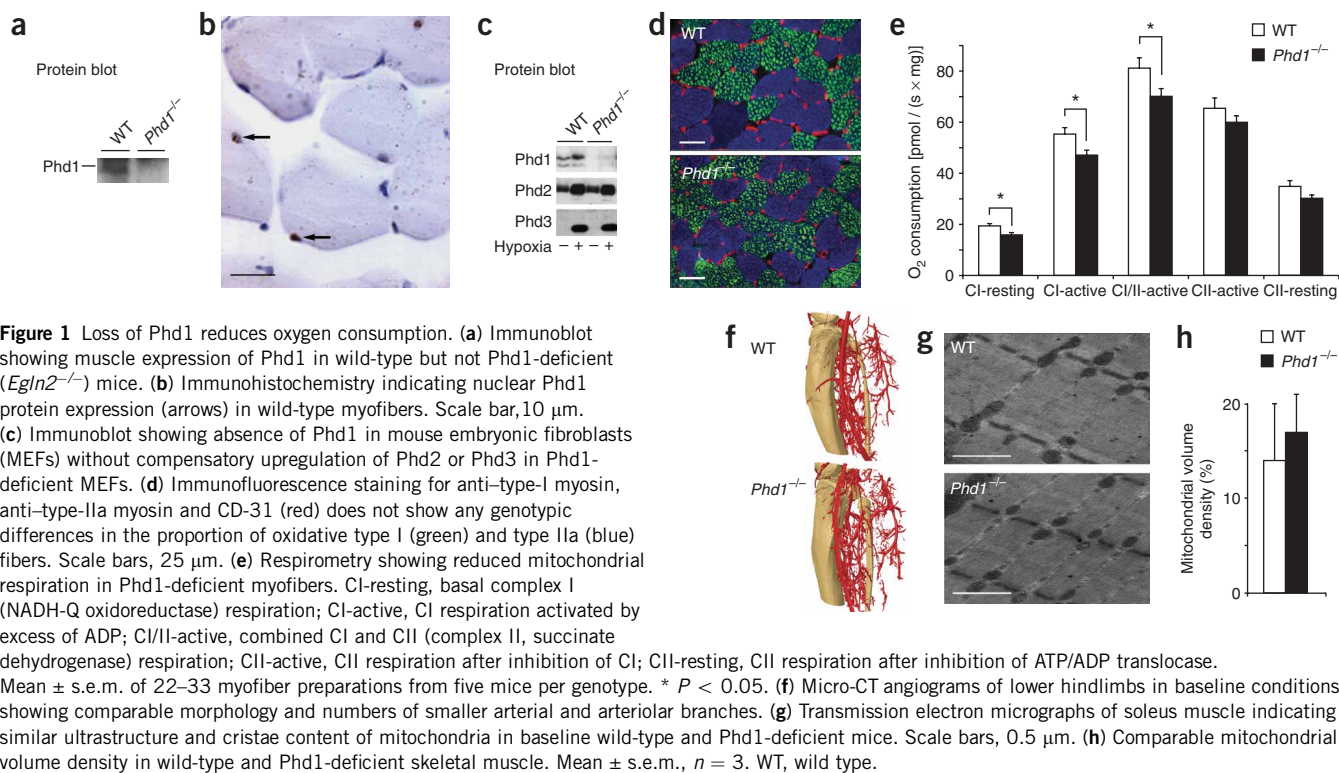 a
Protein blot
WT
Phd1−/−
Phd1
b
c
Protein blot
WT
Phd1−/−
Phd1
Phd2
Phd3
Hypoxia − + − +
d
WT
Phd1−/−
e
WT
Phd1−/−
O2 consumption [pmol / (s × mg)]
80
60
40
20
0
*
*
*
CI-resting CI-active CI/II-active CII-active CII-resting
Figure 1 Loss of Phd1 reduces oxygen consumption. (a) Immunoblot
showing muscle expression of Phd1 in wild-type but not Phd1-deficient
(Egln2−/−) mice. (b) Immunohistochemistry indicating nuclear Phd1
protein expression (arrows) in wild-type myofibers. Scale bar,10 μm.
(c) Immunoblot showing absence of Phd1 in mouse embryonic fibroblasts
(MEFs) without compensatory upregulation of Phd2 or Phd3 in Phd1-
deficient MEFs. (d) Immunofluorescence staining for anti–type-I myosin,
anti–type-IIa myosin and CD-31 (red) does not show any genotypic
differences in the proportion of oxidative type I (green) and type IIa (blue)
fibers. Scale bars, 25 μm. (e) Respirometry showing reduced mitochondrial
respiration in Phd1-deficient myofibers. CI-resting, basal complex I
(NADH-Q oxidoreductase) respiration; CI-active, CI respiration activated by
excess of ADP; CI/II-active, combined CI and CII (complex II, succinate
dehydrogenase) respiration; CII-active, CII respiration after inhibition of CI; CII-resting, CII respiration after inhibition of ATP/ADP translocase.
Mean ± s.e.m. of 22–33 myofiber preparations from five mice per genotype. * P < 0.05. (f) Micro-CT angiograms of lower hindlimbs in baseline conditions
showing comparable morphology and numbers of smaller arterial and arteriolar branches. (g) Transmission electron micrographs of soleus muscle indicating
similar ultrastructure and cristae content of mitochondria in baseline wild-type and Phd1-deficient mice. Scale bars, 0.5 μm. (h) Comparable mitochondrial
volume density in wild-type and Phd1-deficient skeletal muscle. Mean ± s.e.m., n = 3. WT, wild type.
f
WT
Phd1−/−
g
WT
Phd1−/−
h
WT
Phd1−/−
Mitochondrial volume
density (%)
20
10
0